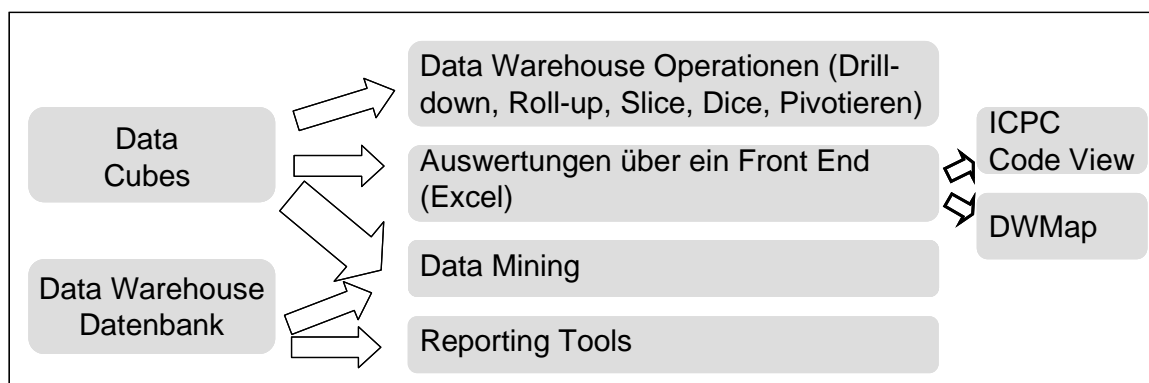 Data
Cubes
Data Warehouse
Datenbank
Data Warehouse Operationen (Drill-
down, Roll-up, Slice, Dice, Pivotieren)
Auswertungen über ein Front End
(Excel)
Data Mining
Reporting Tools
ICPC
Code View
DWMap